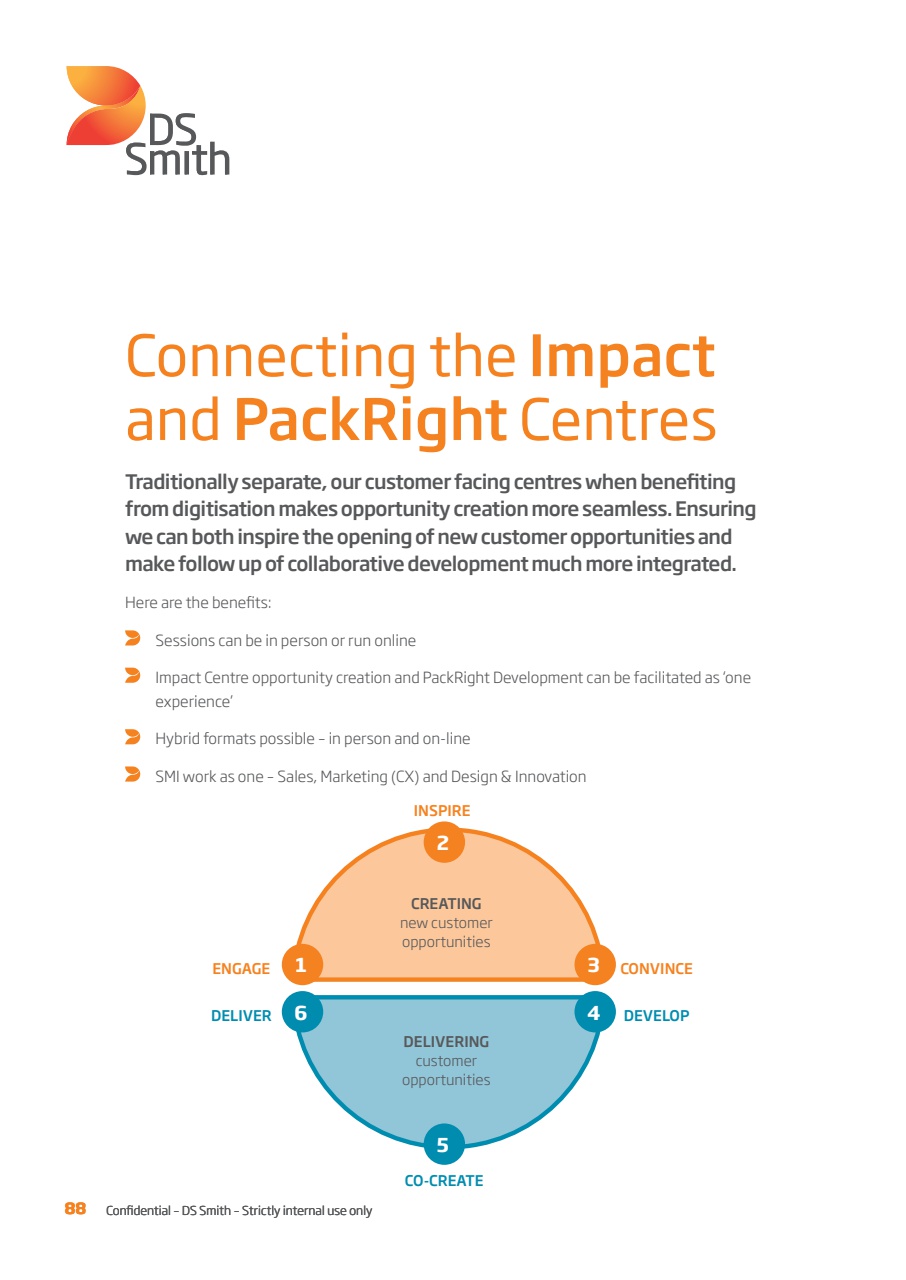 DS
Smith
Connecting the Impact
and PackRight Centres
Traditionally separate, our customer facing centres when benefiting
from digitisation makes opportunity creation more seamless. Ensuring
we can both inspire the opening of new customer opportunities and
make follow up of collaborative development much more integrated.
Here are the benefits:
Sessions can be in person or run online
Impact Centre opportunity creation and PackRight Development can be facilitated as ‘one
experience’
Hybrid formats possible – in person and on-line
SMI work as one – Sales, Marketing (CX) and Design & Innovation
INSPIRE
2
CREATING
new customer
opportunities
ENGAGE 1 3 CONVINCE
DELIVER 6 4 DEVELOP
DELIVERING
customer
opportunities
5
CO-CREATE
88 Confidential – DS Smith – Strictly internal use only